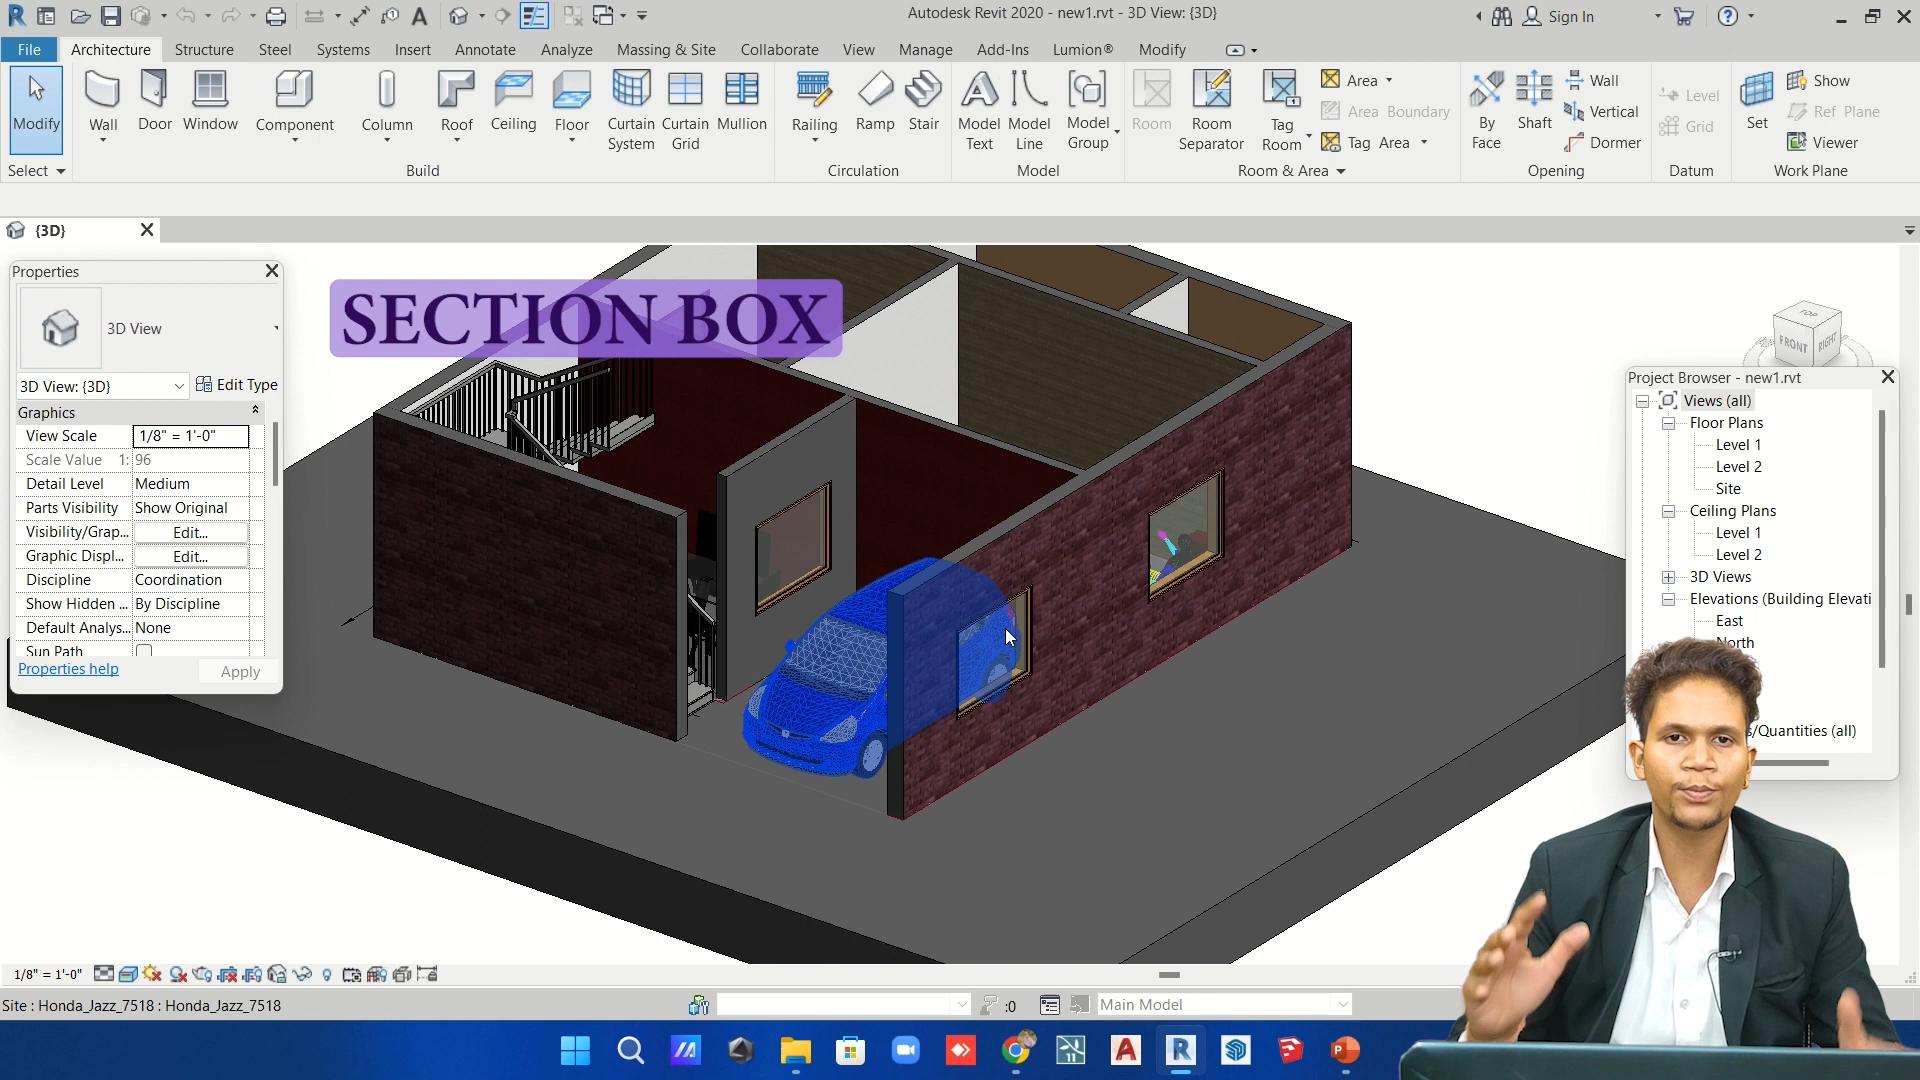 Autodesk Revit 2020 - new1.rvt - 3D View: {3D}
Sign In
File Architecture Structure Steel Systems Insert Annotate Analyze Massing & Site Collaborate View Manage Add-Ins Lumion® Modify
Modify
Wall
Door
Window
Component
Column
Roof
Ceiling
Floor
Curtain System
Curtain Grid
Mullion
Railing
Ramp
Stair
Model Text
Model Line
Model Group
Room
Room Separator
Tag Room
Area
Area Boundary
Tag Area
By Face
Shaft
Wall
Vertical
Dormer
Level
Grid
Set
Show
Ref Plane
Viewer
Select Build Circulation Model Room & Area Opening Datum Work Plane
{3D}
Properties
3D View
3D View: {3D} Edit Type
Graphics
View Scale 1/8" = 1'-0"
Scale Value 1: 96
Detail Level Medium
Parts Visibility Show Original
Visibility/Grap... Edit...
Graphic Displ... Edit...
Discipline Coordination
Show Hidden ... By Discipline
Default Analys... None
Sun Path
Properties help Apply
SECTION BOX
TOP
FRONT
RIGHT
Project Browser - new1.rvt
Views (all)
Floor Plans
Level 1
Level 2
Site
Ceiling Plans
Level 1
Level 2
3D Views
Elevations (Building Elevati
East
North
s/Quantities (all)
1/8" = 1'-0"
Site : Honda_Jazz_7518 : Honda_Jazz_7518
:0
Main Model
11